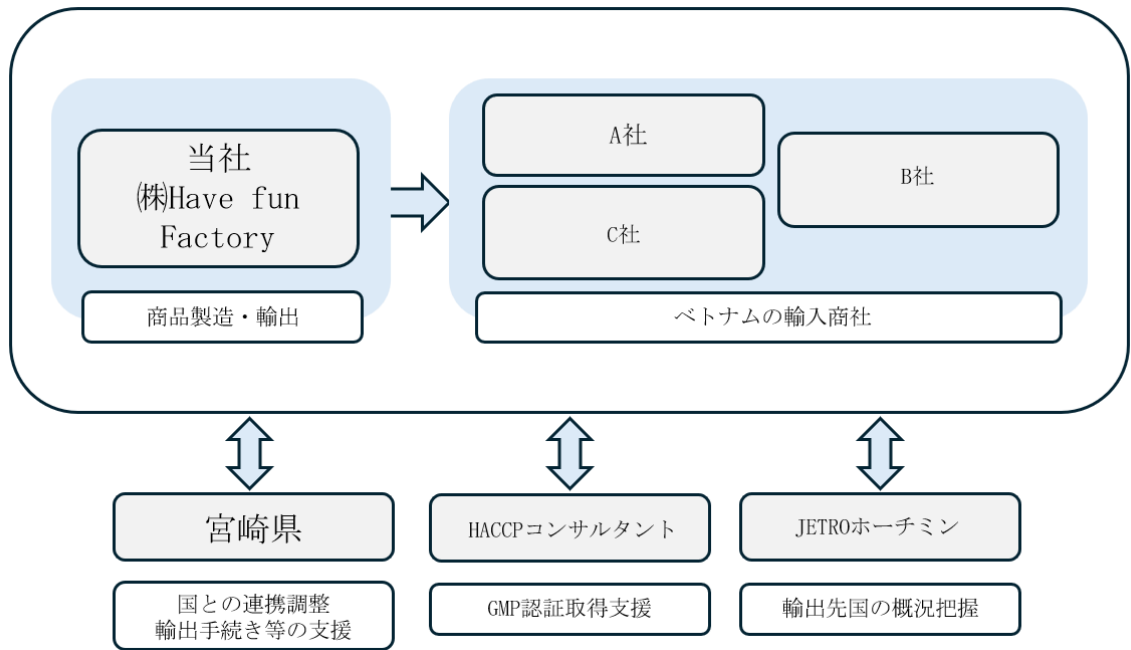 当社
㈱Have fun
Factory
商品製造・輸出
A社
B社
C社
ベトナムの輸入商社
宮崎県
国との連携調整
輸出手続き等の支援
HACCPコンサルタント
GMP認証取得支援
JETROホーチミン
輸出先国の概況把握